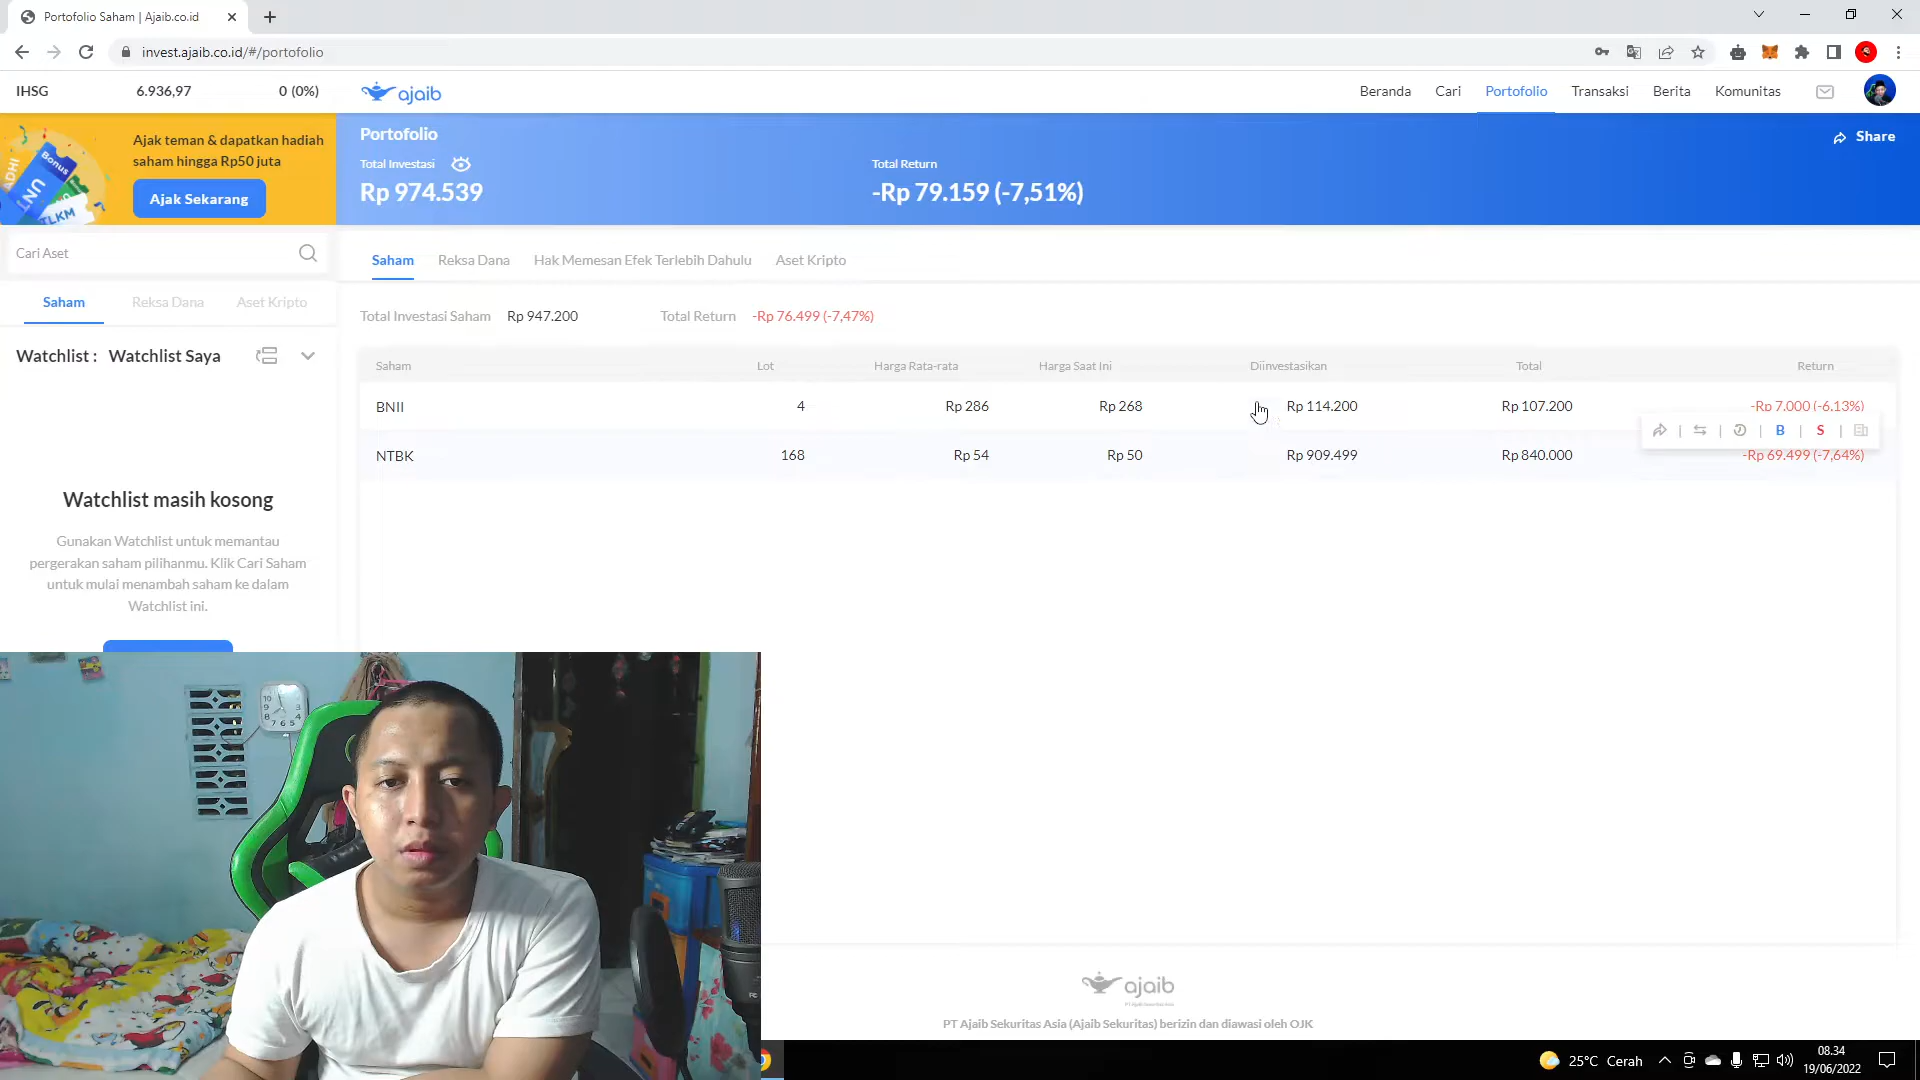 Portofolio Saham | Ajaib.co.id
invest.ajaib.co.id/#/portofolio
IHSG 6.936,97 0 (0%)
ajaib
Beranda Cari Portofolio Transaksi Berita Komunitas
Ajak teman & dapatkan hadiah
saham hingga Rp50 juta
Ajak Sekarang
ADHI
Bonus
UNT
TLKM
Portofolio
Share
Total Investasi
Rp 974.539
Total Return
-Rp 79.159 (-7,51%)
Cari Aset
Saham Reksa Dana Aset Kripto
Watchlist : Watchlist Saya
Watchlist masih kosong
Gunakan Watchlist untuk memantau
pergerakan saham pilihanmu. Klik Cari Saham
untuk mulai menambah saham ke dalam
Watchlist ini.
Saham Reksa Dana Hak Memesan Efek Terlebih Dahulu Aset Kripto
Total Investasi Saham Rp 947.200 Total Return -Rp 76.499 (-7,47%)
Saham Lot Harga Rata-rata Harga Saat Ini Diinvestasikan Total Return
BNII 4 Rp 286 Rp 268 Rp 114.200 Rp 107.200 -Rp 7.000 (-6,13%)
B S
NTBK 168 Rp 54 Rp 50 Rp 909.499 Rp 840.000 -Rp 69.499 (-7,64%)
ajaib
PT Ajaib Sekuritas Asia (Ajaib Sekuritas) berizin dan diawasi oleh OJK
25°C Cerah
08.34
19/06/2022